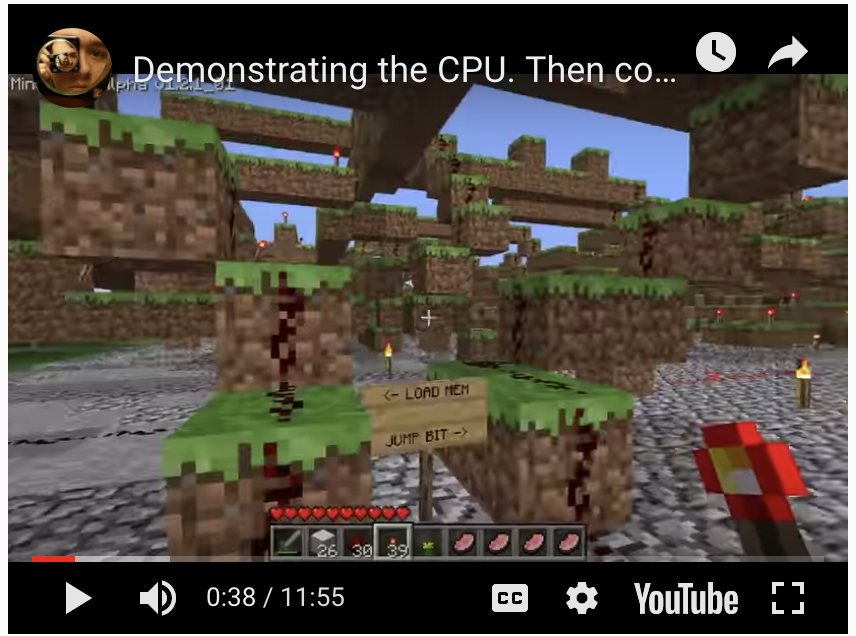 Demonstrating the CPU. Then co...
<- LOAD MEM
JUMP BIT ->
26
30
39
0:38 / 11:55
CC
YouTube